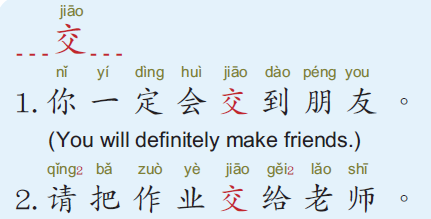 jiāo
交
nǐ yí dìng huì jiāo dào péng you
1. 你一定会交到朋友。
(You will definitely make friends.)
qǐng2 bǎ zuò yè jiāo gěi2 lǎo shī
2. 请把作业交给老师。